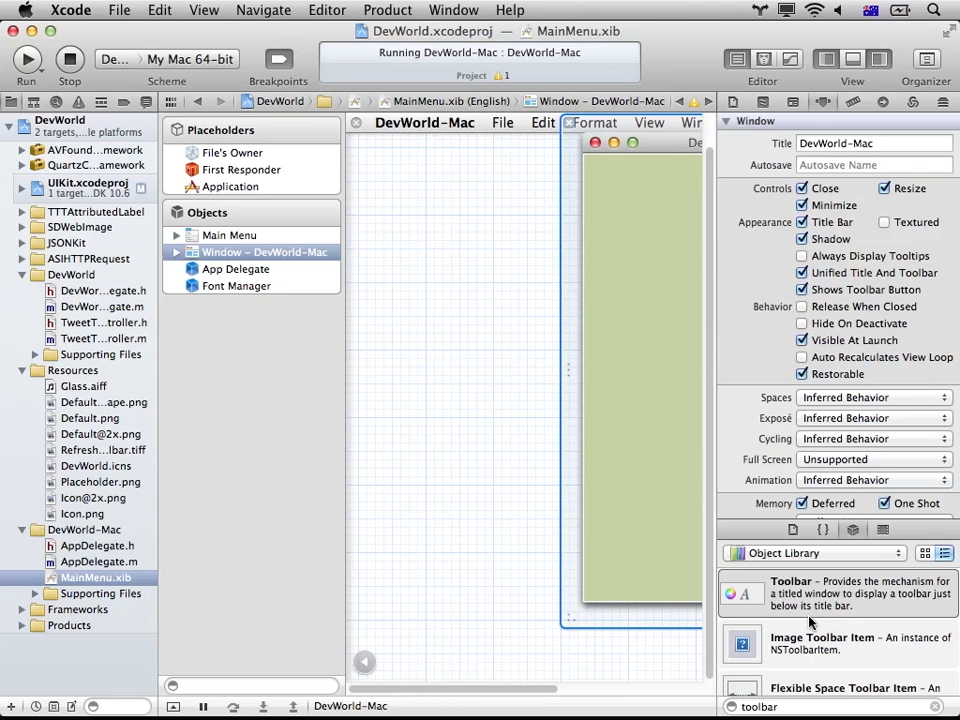 Xcode File Edit View Navigate Editor Product Window Help
DevWorld.xcodeproj — MainMenu.xib
De... My Mac 64-bit
Running DevWorld-Mac : DevWorld-Mac
Project 1
Run Stop Scheme Breakpoints Editor View Organizer
DevWorld MainMenu.xib (English) Window – DevWorld-Mac
DevWorld
2 targets,...le platforms
AVFoun...mework
QuartzC...amework
UIKit.xcodeproj
1 target...DK 10.6
M
TTTAttributedLabel
SDWebImage
JSONKit
ASIHTTPRequest
DevWorld
DevWor...egate.h
DevWor...gate.m
TweetT...troller.h
TweetT...troller.m
Supporting Files
Resources
Glass.aiff
Default...ape.png
Default.png
Default@2x.png
Refresh...lbar.tiff
DevWorld.icns
Placeholder.png
Icon@2x.png
Icon.png
DevWorld-Mac
AppDelegate.h
AppDelegate.m
MainMenu.xib
Supporting Files
Frameworks
Products
Placeholders
File's Owner
First Responder
Application
Objects
Main Menu
Window – DevWorld-Mac
App Delegate
Font Manager
DevWorld-Mac File Edit Format View Win
De
DevWorld-Mac
Window
Title DevWorld-Mac
Autosave Autosave Name
Controls Close Resize
Minimize
Appearance Title Bar Textured
Shadow
Always Display Tooltips
Unified Title And Toolbar
Shows Toolbar Button
Behavior Release When Closed
Hide On Deactivate
Visible At Launch
Auto Recalculates View Loop
Restorable
Spaces Inferred Behavior
Exposé Inferred Behavior
Cycling Inferred Behavior
Full Screen Unsupported
Animation Inferred Behavior
Memory Deferred One Shot
Object Library
Toolbar – Provides the mechanism for
a titled window to display a toolbar just
below its title bar.
Image Toolbar Item – An instance of
NSToolbarItem.
Flexible Space Toolbar Item – An
toolbar